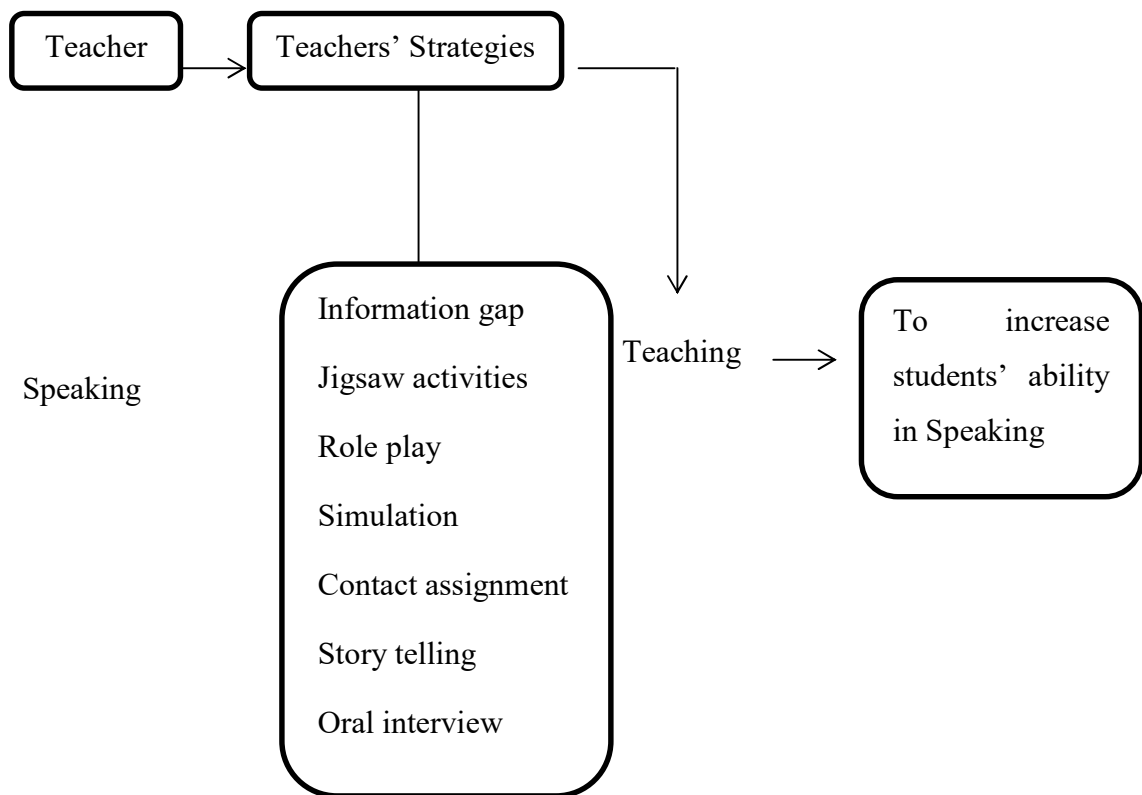 Teacher
Teachers’ Strategies
Information gap
Jigsaw activities
Role play
Simulation
Contact assignment
Story telling
Oral interview
Teaching
Speaking
To increase
students’ ability
in Speaking